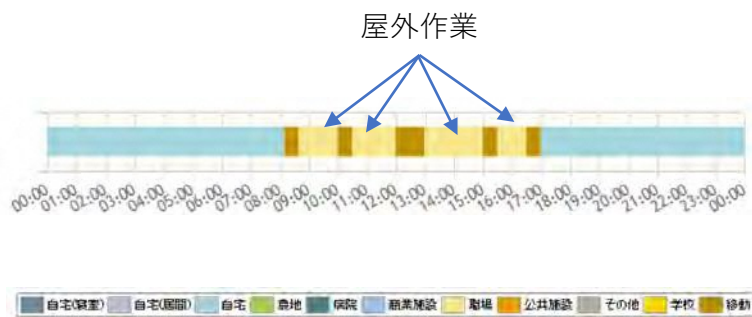 屋外作業
00:00 01:00 02:00 03:00 04:00 05:00 06:00 07:00 08:00 09:00 10:00 11:00 12:00 13:00 14:00 15:00 16:00 17:00 18:00 19:00 20:00 21:00 22:00 23:00 00:00
自宅(寝室) 自宅(居間) 自宅 農地 病院 商業施設 職場 公共施設 その他 学校 移動